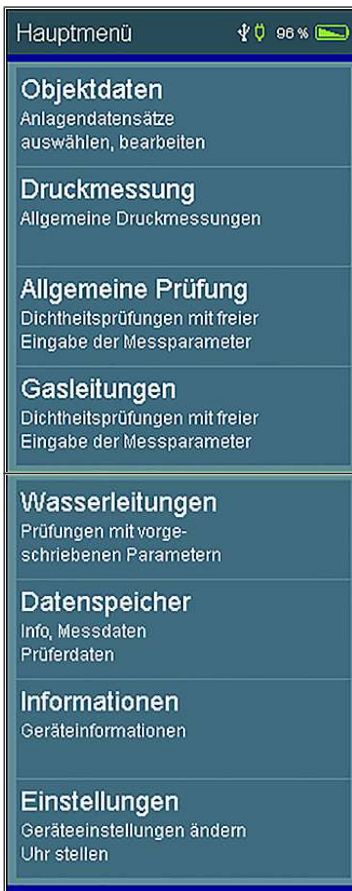 Hauptmenü 96 %
Objektdaten
Anlagendatensätze
auswählen, bearbeiten
Druckmessung
Allgemeine Druckmessungen
Allgemeine Prüfung
Dichtheitsprüfungen mit freier
Eingabe der Messparameter
Gasleitungen
Dichtheitsprüfungen mit freier
Eingabe der Messparameter
Wasserleitungen
Prüfungen mit vorge-
schriebenen Parametern
Datenspeicher
Info, Messdaten
Prüferdaten
Informationen
Geräteinformationen
Einstellungen
Geräteeinstellungen ändern
Uhr stellen